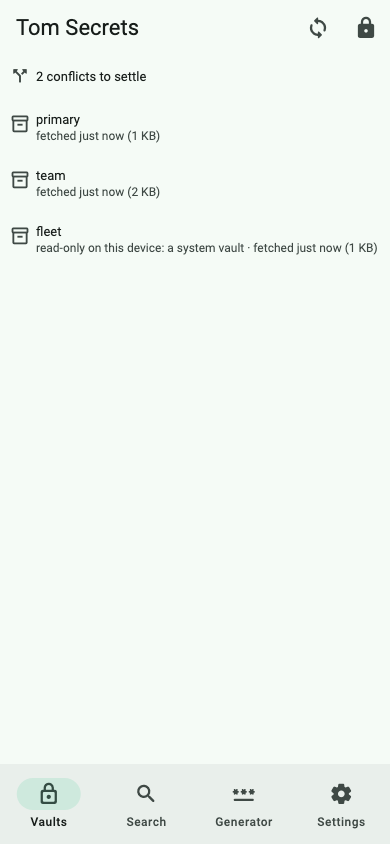 Tom Secrets
2 conflicts to settle
primary
fetched just now (1 KB)
team
fetched just now (2 KB)
fleet
read-only on this device: a system vault · fetched just now (1 KB)
Vaults
Search
Generator
Settings